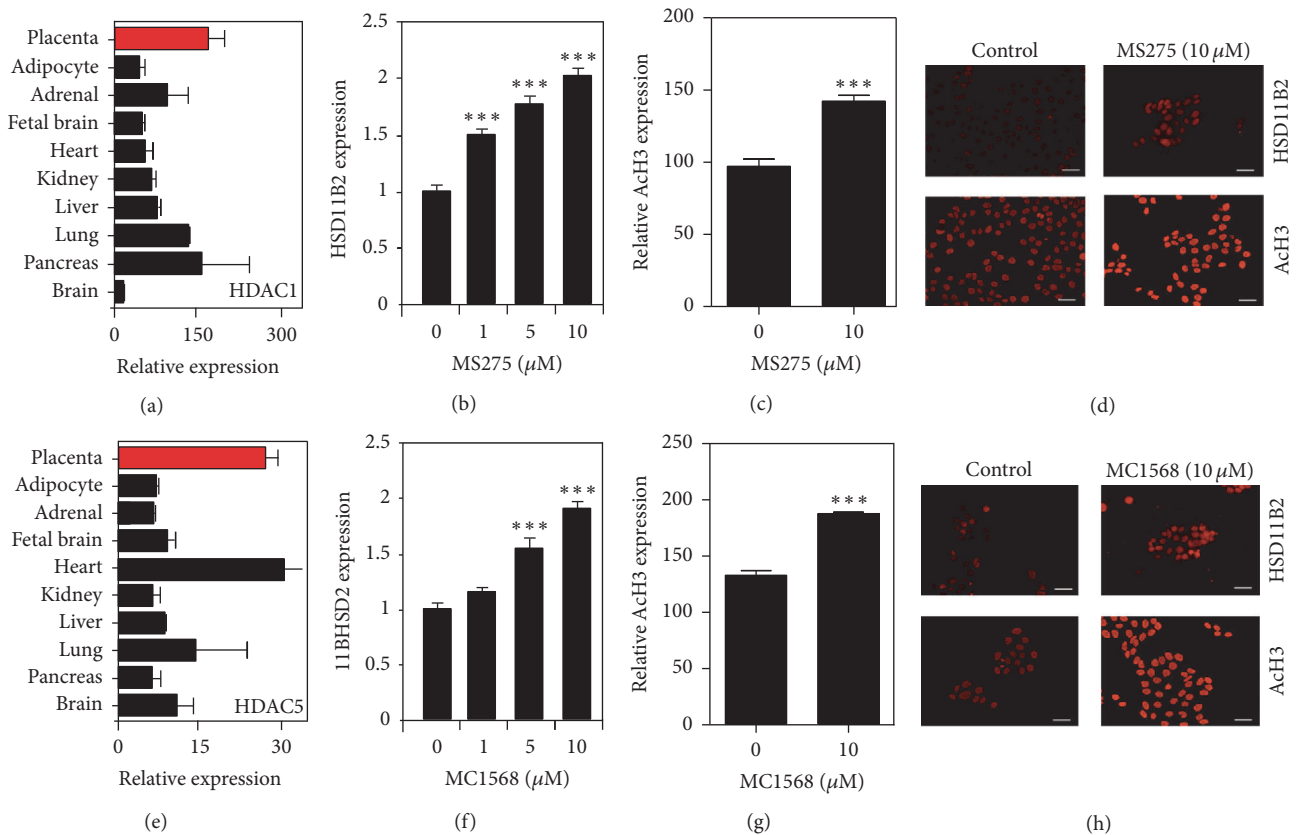 Placenta
Adipocyte
Adrenal
Fetal brain
Heart
Kidney
Liver
Lung
Pancreas
Brain
HDAC1
0 150 300
Relative expression
(a)
HSD11B2 expression
2.5
2
1.5
1
0.5
0
***
***
***
0 1 5 10
MS275 (μM)
(b)
Relative AcH3 expression
200
150
100
50
0
***
0 10
MS275 (μM)
(c)
Control MS275 (10 μM)
HSD11B2
AcH3
(d)
Placenta
Adipocyte
Adrenal
Fetal brain
Heart
Kidney
Liver
Lung
Pancreas
Brain
HDAC5
0 15 30
Relative expression
(e)
11BHSD2 expression
2.5
2
1.5
1
0.5
0
***
***
0 1 5 10
MC1568 (μM)
(f)
Relative AcH3 expression
250
200
150
100
50
0
***
0 10
MC1568 (μM)
(g)
Control MC1568 (10 μM)
HSD11B2
AcH3
(h)